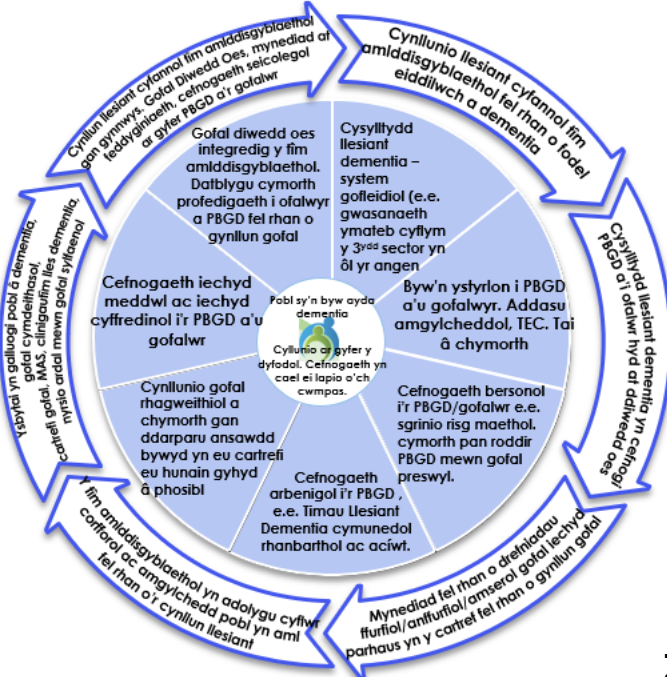 Cynllunio llesiant cyfannol tîm
amlddisgyblaethol fel rhan o fodel
eiddilwch a dementia
Cysylltydd llesiant dementia yn cefnogi
PBGD a'i ofalwr hyd at ddiwedd oes
Mynediad fel rhan o drefniadau
ffurfiol/anffurfiol/amserol gofal iechyd
parhaus yn y cartref fel rhan o gynllun gofal
Y tîm amlddisgyblaethol yn adolygu cyflwr
corfforol ac amgylchedd pobl yn aml
fel rhan o'r cynllun llesiant
Ysbytai yn galluogi pobl â dementia,
gofal cymdeithasol,
cartrefi gofal, MAS, clinigau tîm lles dementia,
nyrsio ardal mewn gofal sylfaenol
Cynllun llesiant cyfannol tîm amlddisgyblaethol
gan gynnwys. Gofal Diwedd Oes, mynediad at
feddyginiaeth, cefnogaeth seicolegol
ar gyfer PBGD a'r gofalwr
Cysylltydd
llesiant
dementia –
system
gofleidiol (e.e.
gwasanaeth
ymateb cyflym
y 3ydd sector yn
ôl yr angen
Byw'n ystyrlon i PBGD
a'u gofalwyr. Addasu
amgylcheddol, TEC. Tai
â chymorth
Cefnogaeth bersonol
i'r PBGD/gofalwr e.e.
sgrinio risg maethol.
cymorth pan roddir
PBGD mewn gofal
preswyl.
Cefnogaeth
arbenigol i'r PBGD ,
e.e. Timau Llesiant
Dementia cymunedol
rhanbarthol ac aciwt.
Cynllunio gofal
rhagweithiol a
chymorth gan
ddarparu ansawdd
bywyd yn eu cartrefi
eu hunain gyhyd
â phosibl
Cefnogaeth iechyd
meddwl ac iechyd
cyffredinol i'r PBGD a'u
gofalwr
Gofal diwedd oes
integredig y tîm
amlddisgyblaethol.
Datblygu cymorth
profedigaeth i ofalwyr
a PBGD fel rhan o
gynllun gofal
Pobl sy'n byw ayda
dementia
Cyllunio ar gyfer y
dyfodol. Cefnogaeth yn
cael ei lapio o'ch
cwmpas.